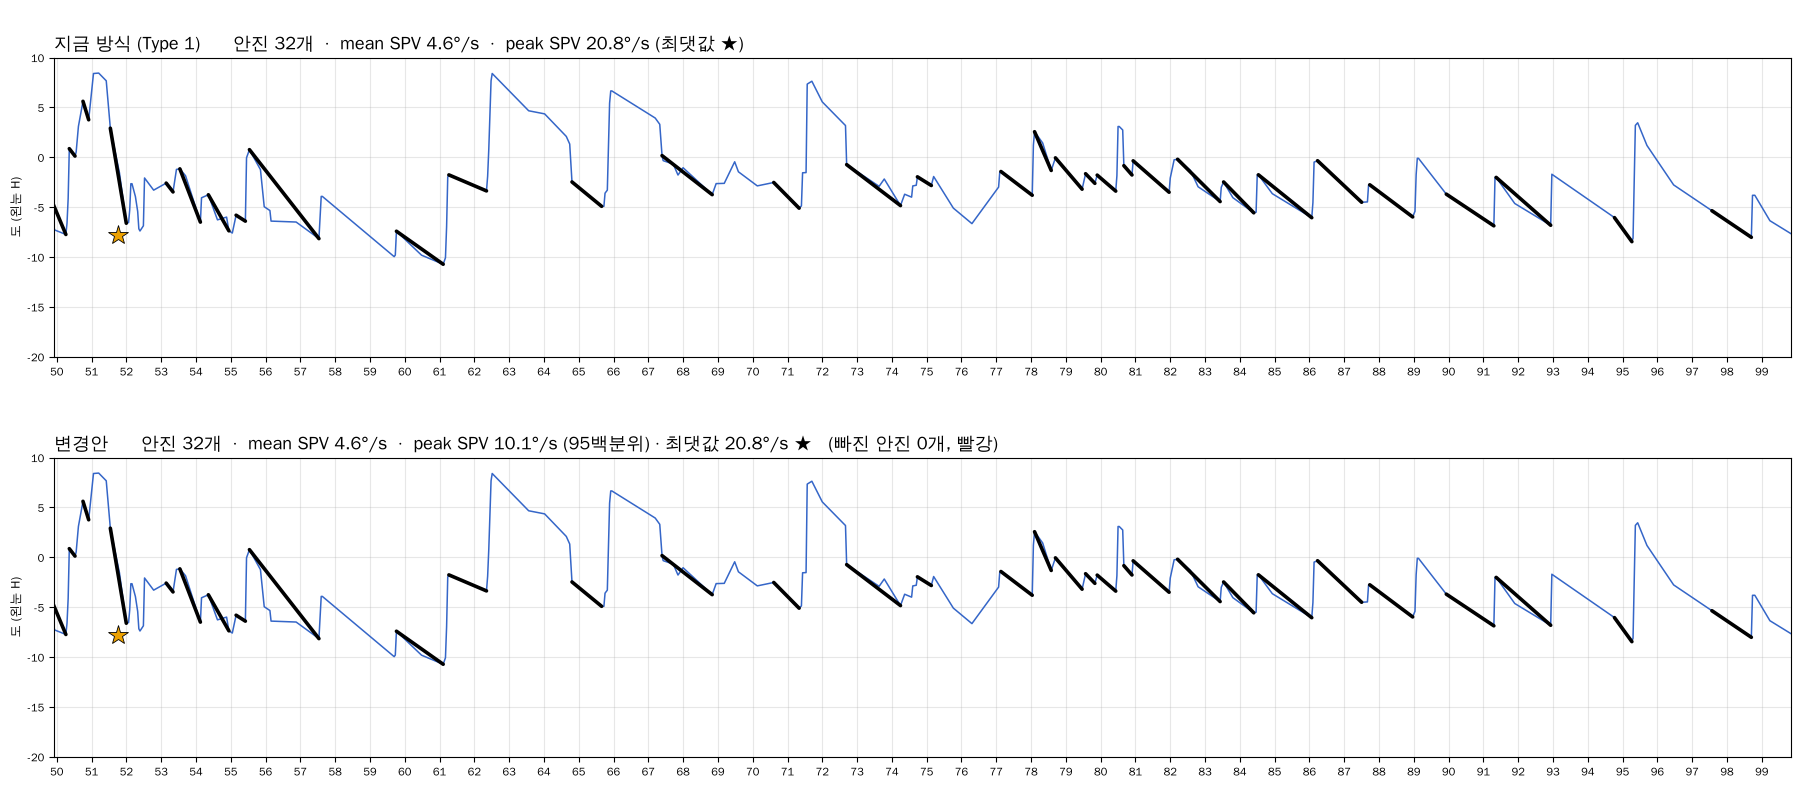 지금 방식 (Type 1)  안진 32개 · mean SPV 4.6°/s · peak SPV 20.8°/s (최댓값 ★)
10
5
0
-5
-10
-15
-20
도 (왼눈 H)
50 51 52 53 54 55 56 57 58 59 60 61 62 63 64 65 66 67 68 69 70 71 72 73 74 75 76 77 78 79 80 81 82 83 84 85 86 87 88 89 90 91 92 93 94 95 96 97 98 99
변경안  안진 32개 · mean SPV 4.6°/s · peak SPV 10.1°/s (95백분위) · 최댓값 20.8°/s ★ (빠진 안진 0개, 빨강)
10
5
0
-5
-10
-15
-20
도 (왼눈 H)
50 51 52 53 54 55 56 57 58 59 60 61 62 63 64 65 66 67 68 69 70 71 72 73 74 75 76 77 78 79 80 81 82 83 84 85 86 87 88 89 90 91 92 93 94 95 96 97 98 99